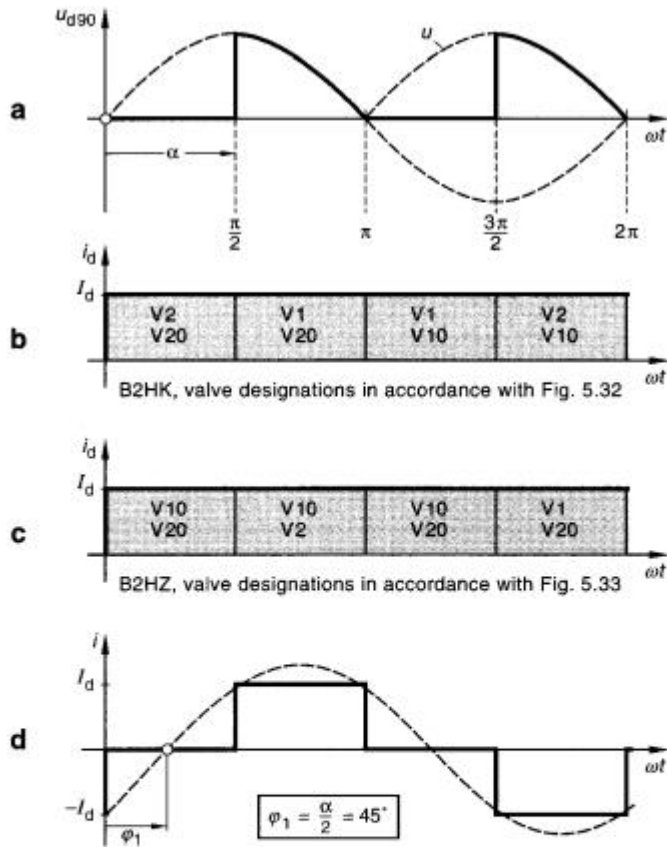 a
u_d90
u
ωt
α
π/2
π
3π/2
2π
b
i_d
I_d
V2 V1 V1 V2
V20 V20 V10 V10
ωt
B2HK, valve designations in accordance with Fig. 5.32
c
i_d
I_d
V10 V10 V10 V1
V20 V2 V20 V20
ωt
B2HZ, valve designations in accordance with Fig. 5.33
d
i
I_d
ωt
-I_d
φ₁
φ₁ = α/2 = 45°